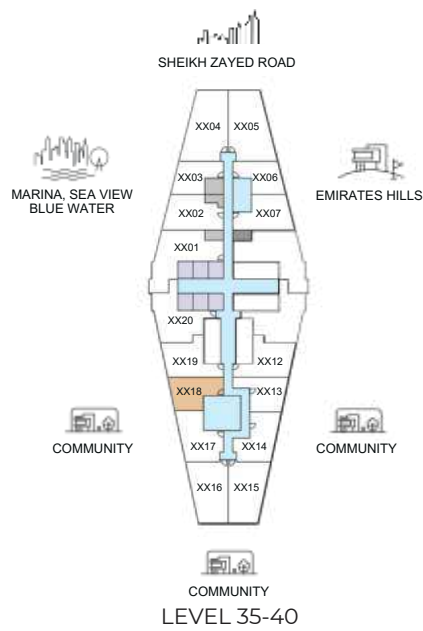 SHEIKH ZAYED ROAD
XX04 XX05
XX03 XX06
MARINA, SEA VIEW
BLUE WATER
EMIRATES HILLS
XX02 XX07
XX01
XX20
XX19 XX12
XX18 XX13
COMMUNITY
COMMUNITY
XX17 XX14
XX16 XX15
COMMUNITY
LEVEL 35-40